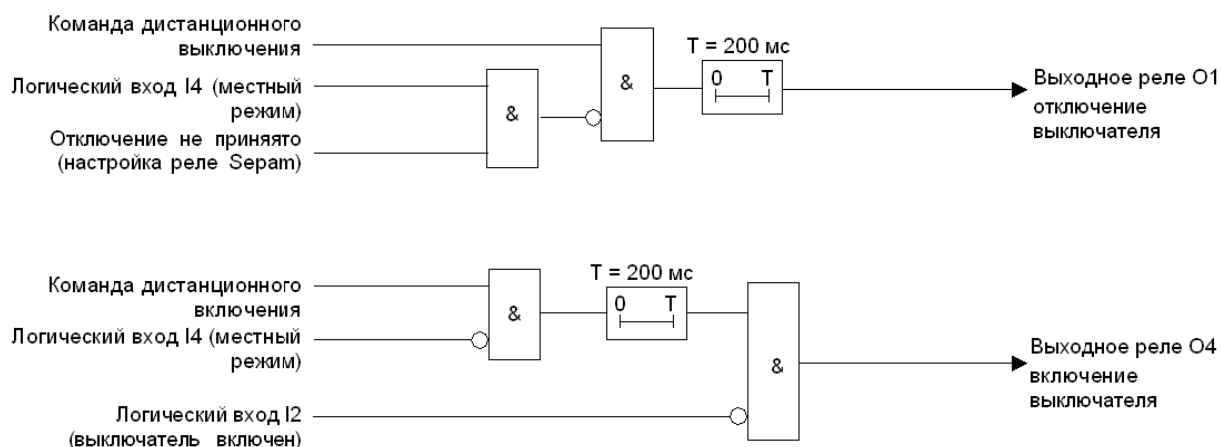 Команда дистанционного
выключения
Логический вход I4 (местный
режим)
Отключение не приняято
(настройка реле Sepam)
&
&
T = 200 мс
0 T
Выходное реле O1
отключение
выключателя
Команда дистанционного
включения
Логический вход I4 (местный
режим)
Логический вход I2
(выключатель включен)
&
T = 200 мс
0 T
&
Выходное реле O4
включение
выключателя